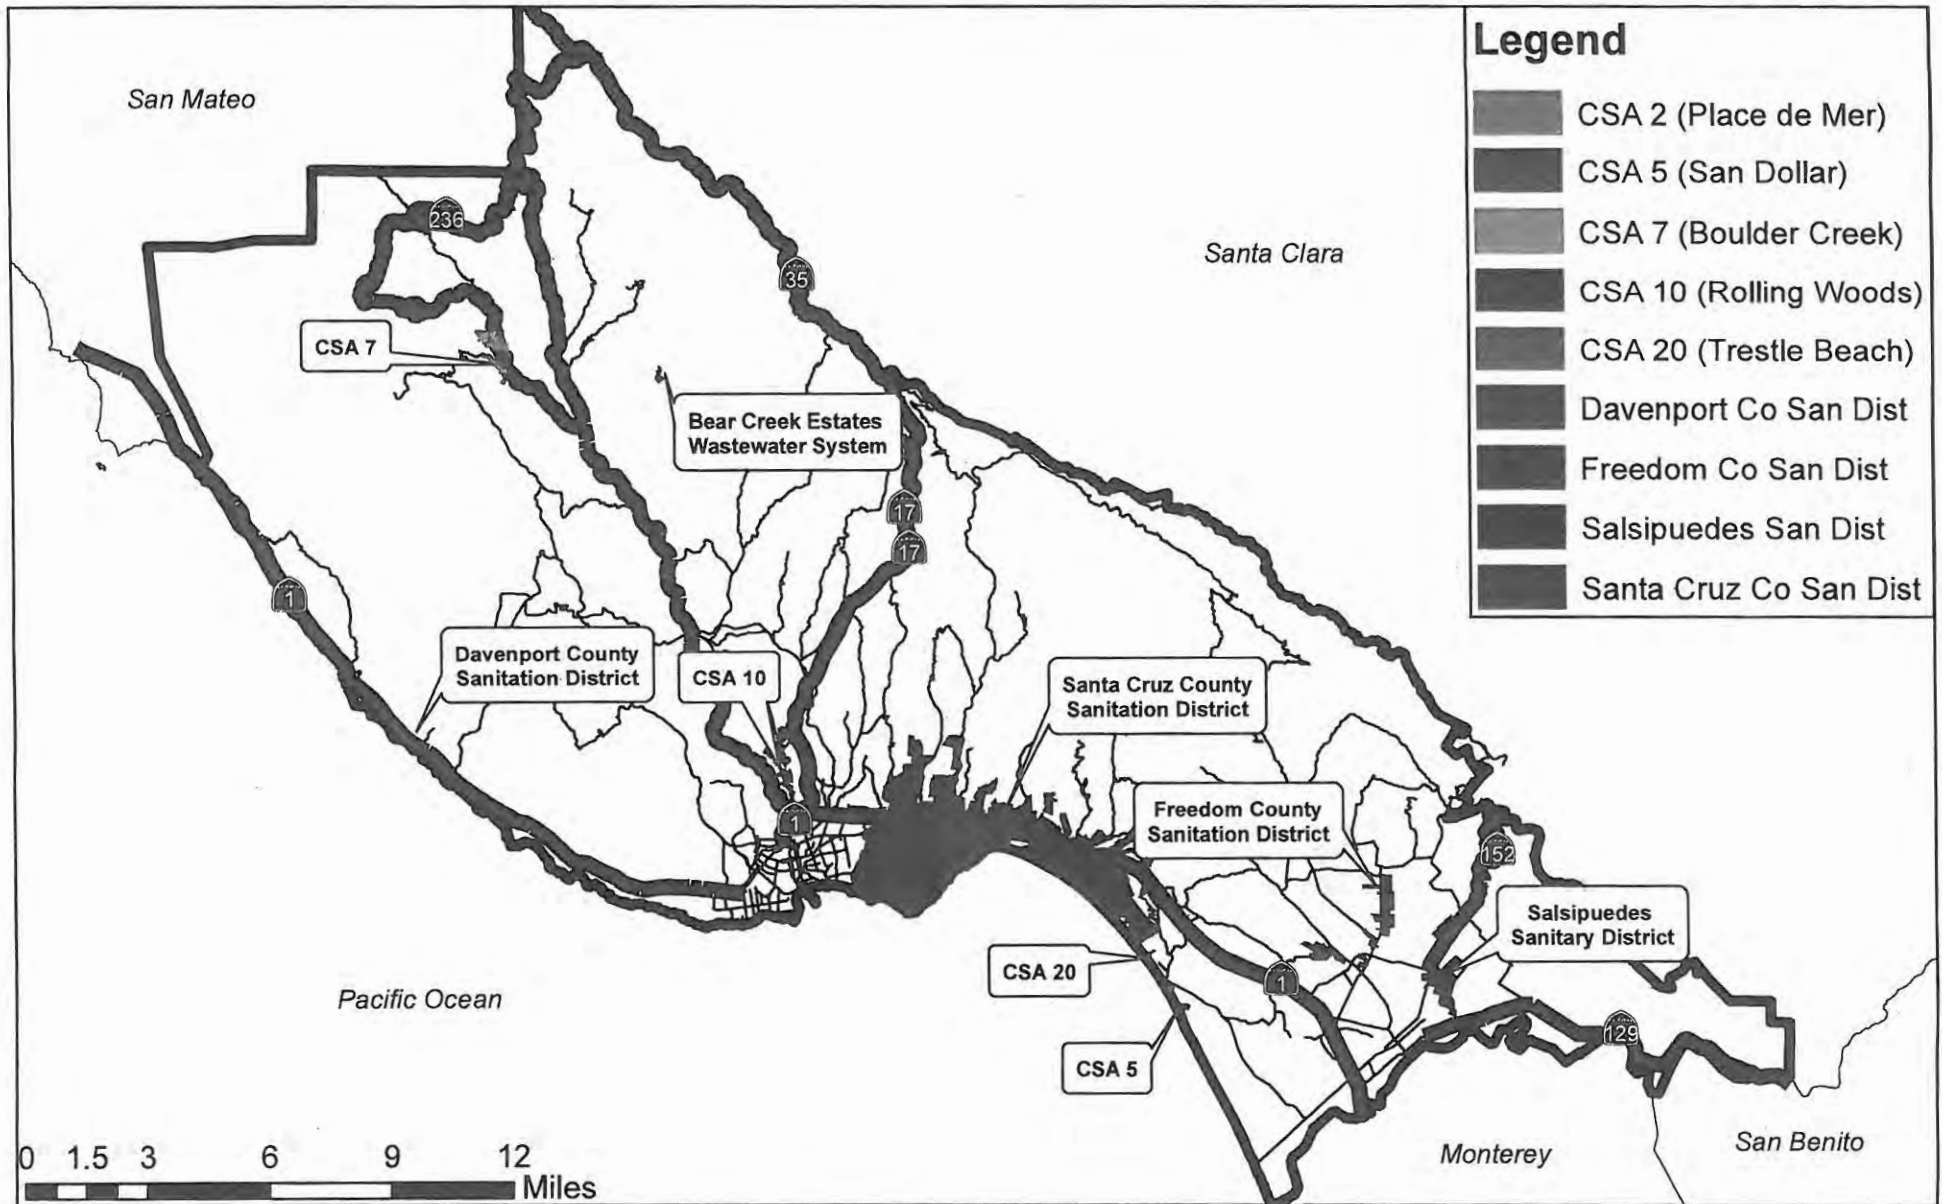 Legend
CSA 2 (Place de Mer)
CSA 5 (San Dollar)
CSA 7 (Boulder Creek)
CSA 10 (Rolling Woods)
CSA 20 (Trestle Beach)
Davenport Co San Dist
Freedom Co San Dist
Salsipuedes San Dist
Santa Cruz Co San Dist
San Mateo
Santa Clara
236
35
CSA 7
Bear Creek Estates
Wastewater System
17
17
1
Davenport County
Sanitation District
CSA 10
Santa Cruz County
Sanitation District
1
Freedom County
Sanitation District
152
Salsipuedes
Sanitary District
CSA 20
1
Pacific Ocean
129
CSA 5
Monterey
San Benito
0 1.5 3 6 9 12
Miles